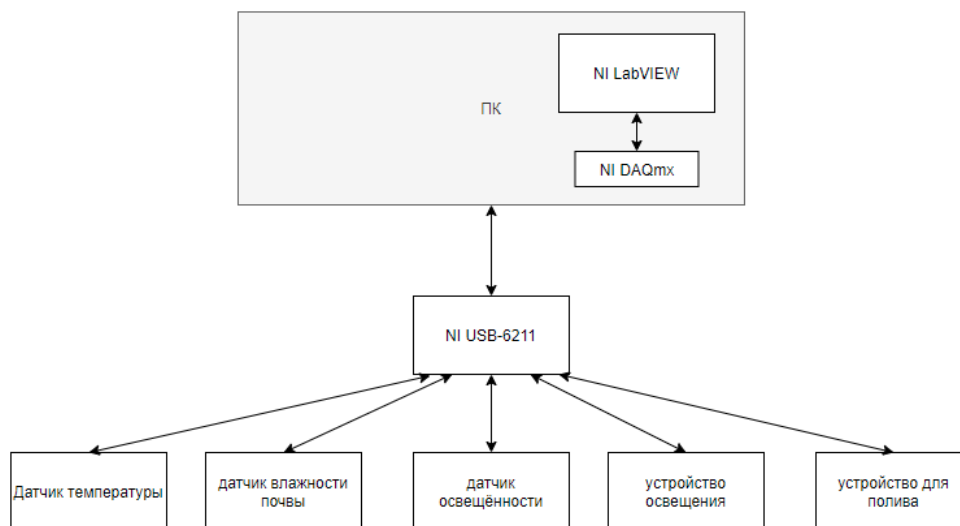 NI LabVIEW
ПК
NI DAQmx
NI USB-6211
Датчик температуры
датчик влажности
почвы
датчик
освещённости
устройство
освещения
устройство для
полива